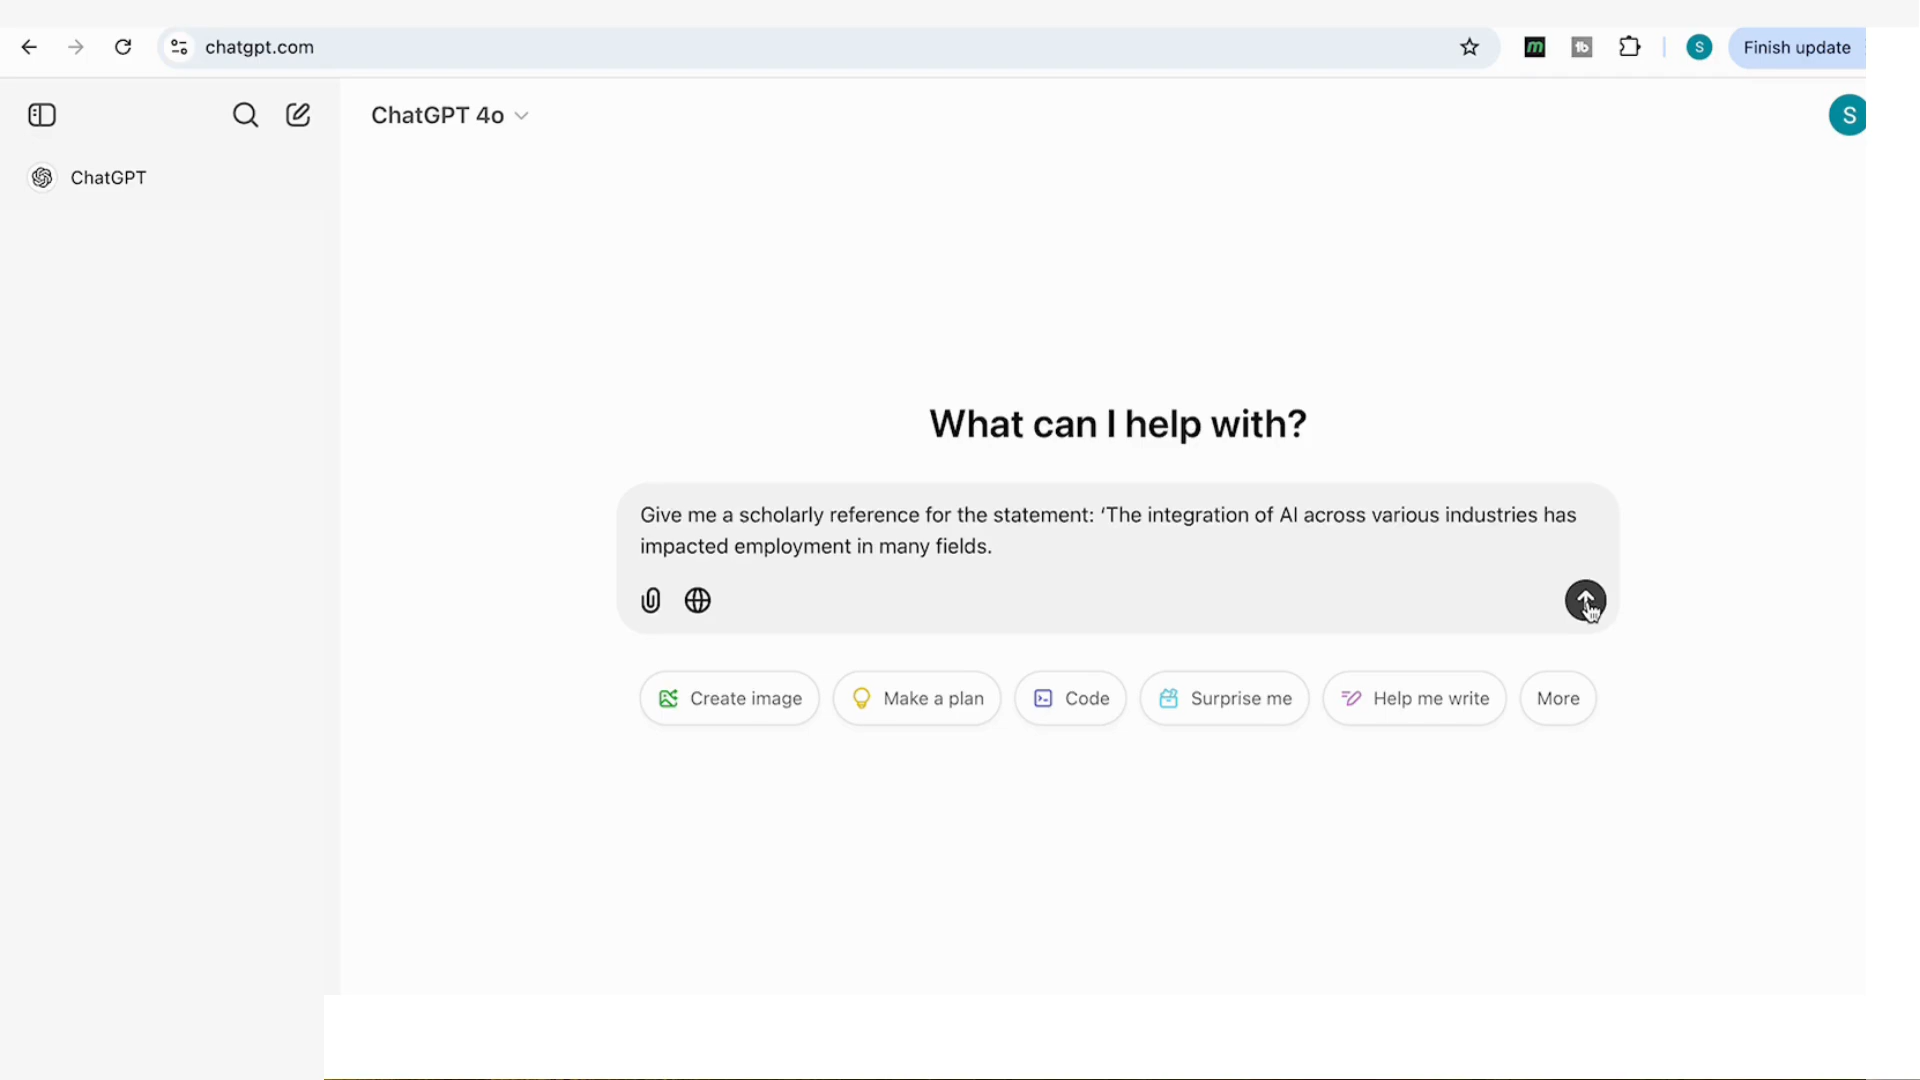 chatgpt.com
m
tb
S
Finish update
ChatGPT 4o
S
ChatGPT
What can I help with?
Give me a scholarly reference for the statement: ‘The integration of AI across various industries has
impacted employment in many fields.
Create image
Make a plan
Code
Surprise me
Help me write
More